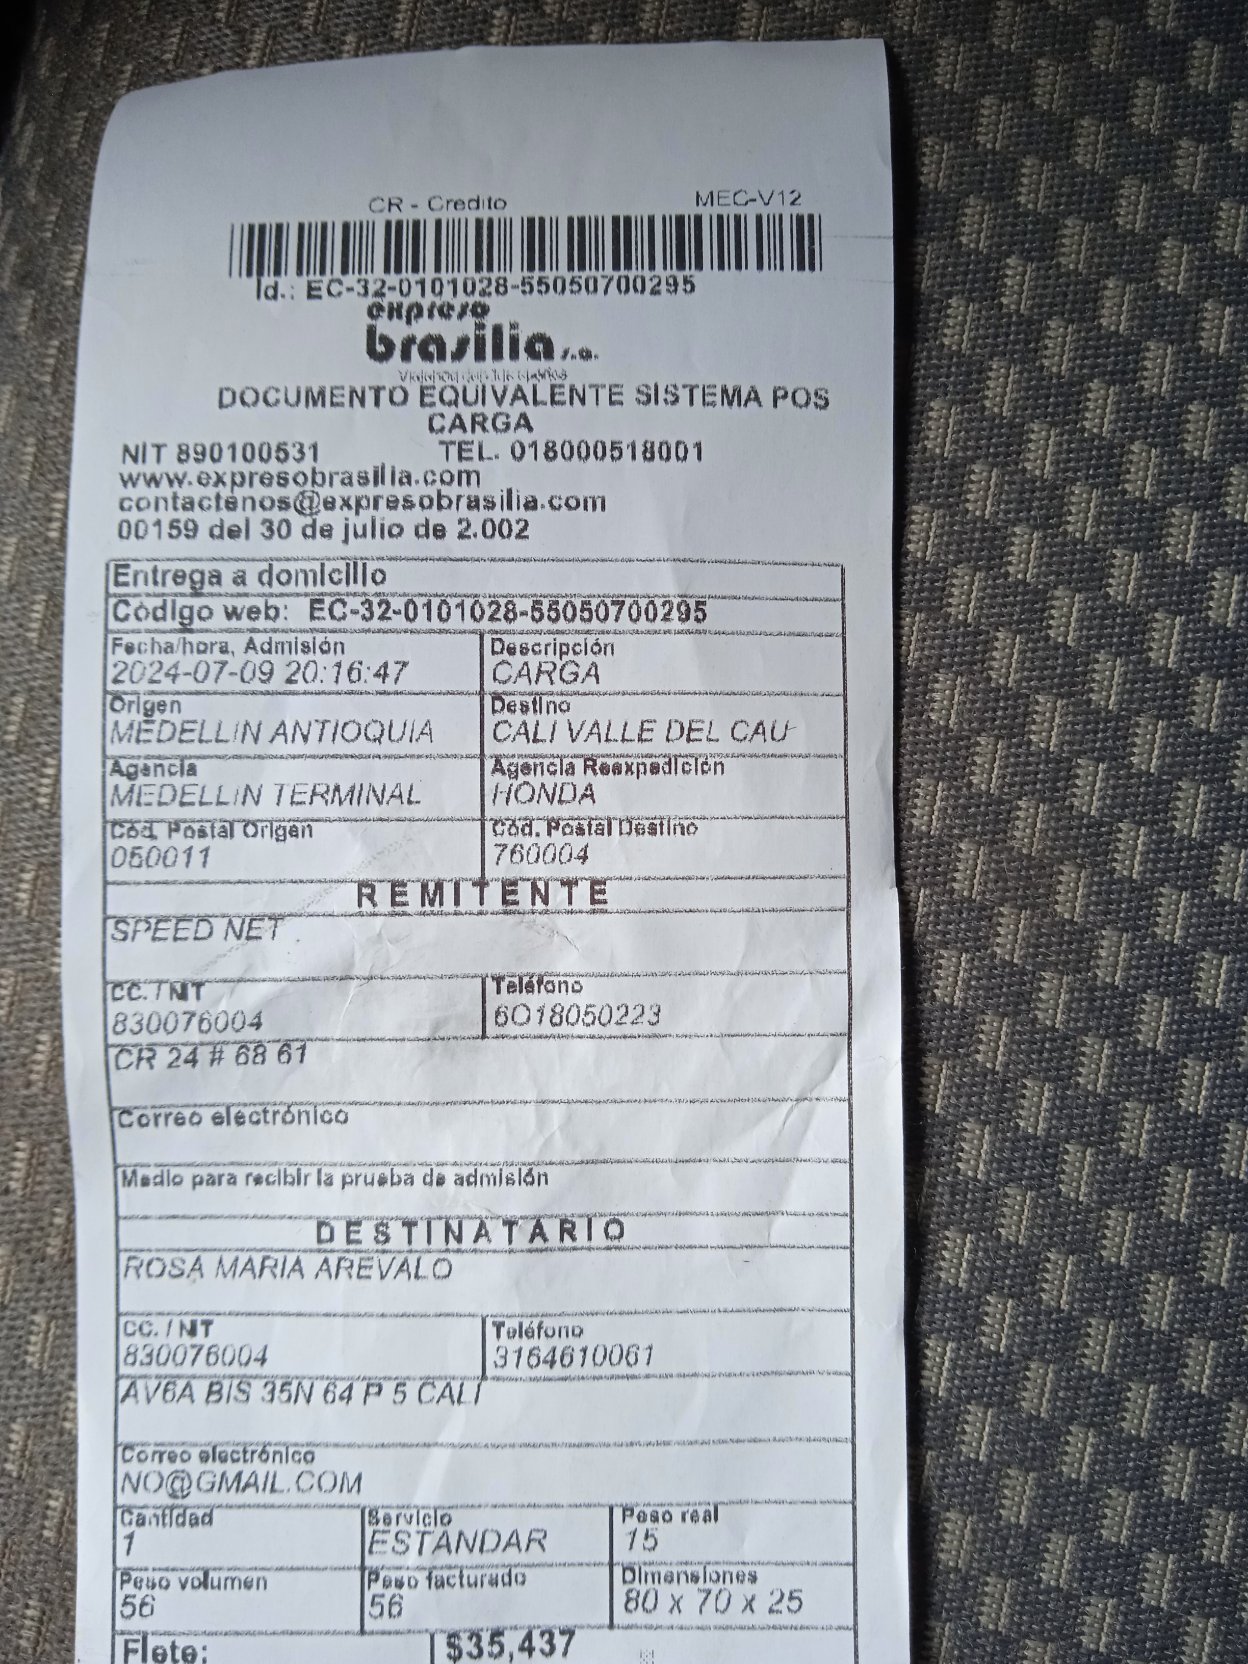 CR - Credito MEC-V12
Id.: EC-32-0101028-55050700295
expreso
brasilia s.a.
DOCUMENTO EQUIVALENTE SISTEMA POS
CARGA
NIT 890100531 TEL. 018000518001
www.expresobrasilia.com
contactenos@expresobrasilia.com
00159 del 30 de julio de 2.002
Entrega a domicilio
Código web: EC-32-0101028-55050700295
Fecha/hora, Admisión Descripción
2024-07-09 20:16:47 CARGA
Origen Destino
MEDELLIN ANTIOQUIA CALI VALLE DEL CAU
Agencia Agencia Reexpedición
MEDELLIN TERMINAL HONDA
Cód. Postal Origen Cód. Postal Destino
050011 760004
REMITENTE
SPEED NET
CC. / NIT Teléfono
830076004 6018050223
CR 24 # 68 61
Correo electrónico
Medio para recibir la prueba de admisión
DESTINATARIO
ROSA MARIA AREVALO
CC. / NIT Teléfono
830076004 3164610061
AV6A BIS 35N 64 P 5 CALI
Correo electrónico
NO@GMAIL.COM
Cantidad Servicio Peso real
1 ESTANDAR 15
Peso volumen Peso facturado Dimensiones
56 56 80 x 70 x 25
Flete: $35,437